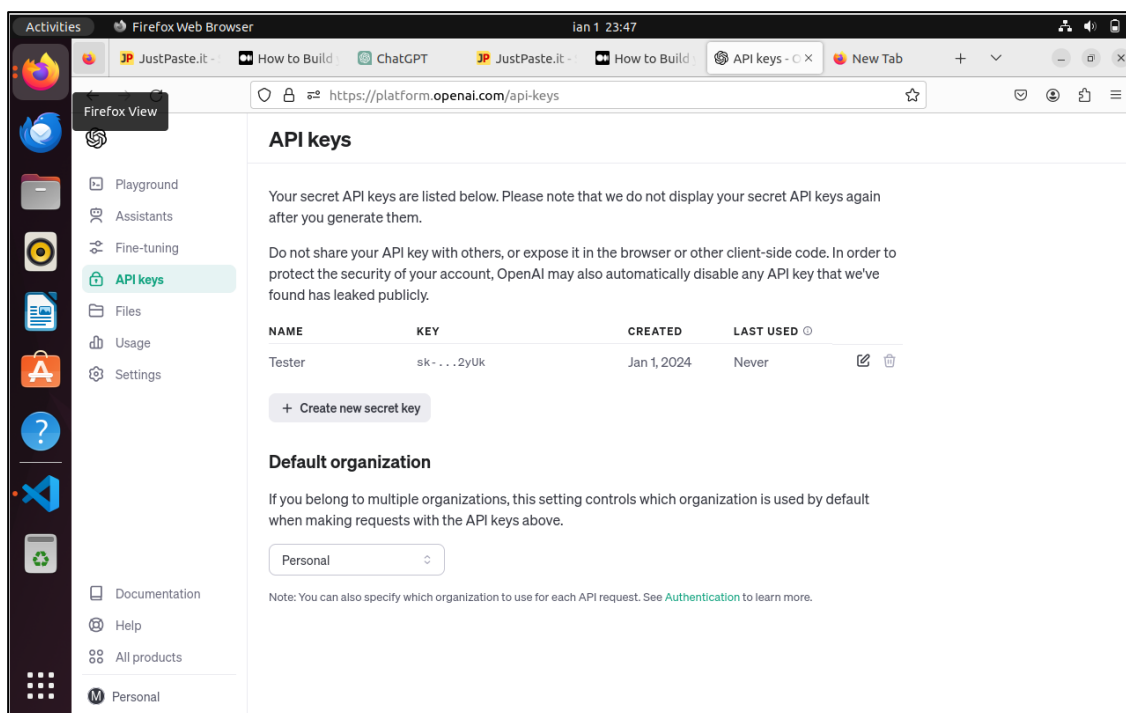 Activities
Firefox Web Browser
ian 1 23:47
JustPaste.it -
How to Build
ChatGPT
JustPaste.it -
How to Build
API keys - O
New Tab
https://platform.openai.com/api-keys
Firefox View
API keys
Playground
Assistants
Fine-tuning
API keys
Files
Usage
Settings
Your secret API keys are listed below. Please note that we do not display your secret API keys again
after you generate them.
Do not share your API key with others, or expose it in the browser or other client-side code. In order to
protect the security of your account, OpenAI may also automatically disable any API key that we've
found has leaked publicly.
NAME KEY CREATED LAST USED
Tester sk-...2yUk Jan 1, 2024 Never
+ Create new secret key
Default organization
If you belong to multiple organizations, this setting controls which organization is used by default
when making requests with the API keys above.
Personal
Note: You can also specify which organization to use for each API request. See Authentication to learn more.
Documentation
Help
All products
M Personal